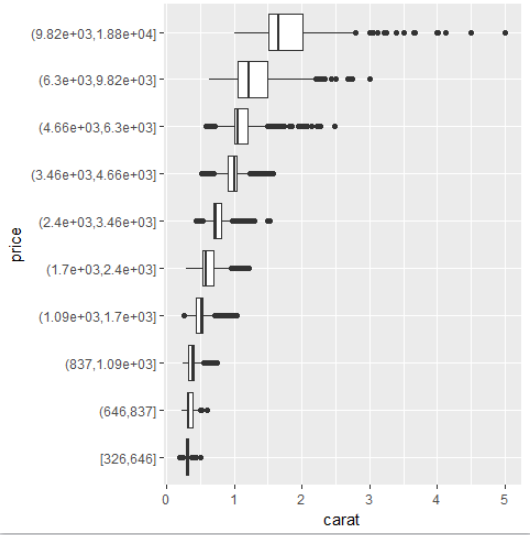 (9.82e+03,1.88e+04]
(6.3e+03,9.82e+03]
(4.66e+03,6.3e+03]
(3.46e+03,4.66e+03]
(2.4e+03,3.46e+03]
(1.7e+03,2.4e+03]
(1.09e+03,1.7e+03]
(837,1.09e+03]
(646,837]
[326,646]
price
0 1 2 3 4 5
carat